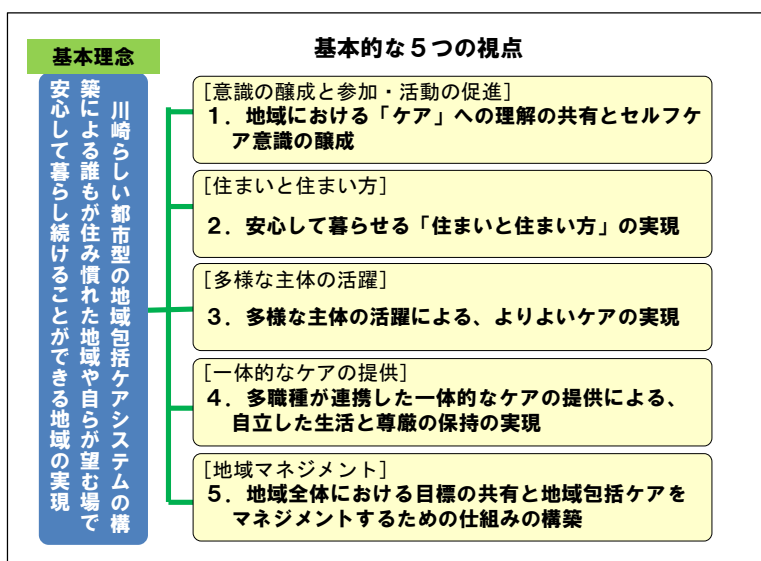 基本的な５つの視点
基本理念
川崎らしい都市型の地域包括ケアシステムの構
築による誰もが住み慣れた地域や自らが望む場で
安心して暮らし続けることができる地域の実現
［意識の醸成と参加・活動の促進］
１．地域における「ケア」への理解の共有とセルフケ
ア意識の醸成
［住まいと住まい方］
２．安心して暮らせる「住まいと住まい方」の実現
［多様な主体の活躍］
３．多様な主体の活躍による、よりよいケアの実現
［一体的なケアの提供］
４．多職種が連携した一体的なケアの提供による、
自立した生活と尊厳の保持の実現
［地域マネジメント］
５．地域全体における目標の共有と地域包括ケアを
マネジメントするための仕組みの構築